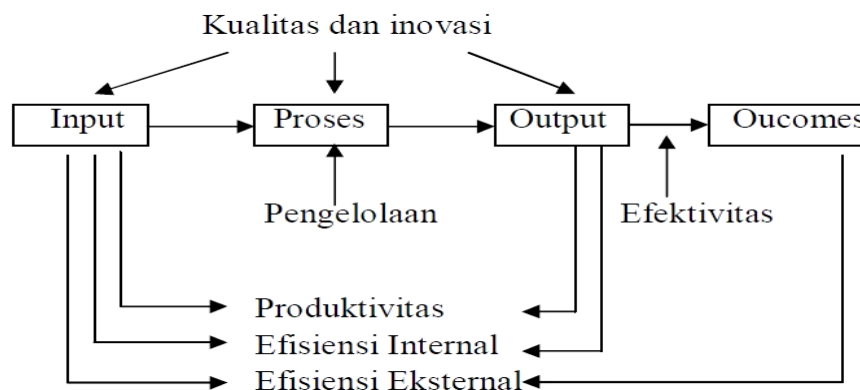 Kualitas dan inovasi
Input Proses Output Oucomes
Pengelolaan Efektivitas
Produktivitas
Efisiensi Internal
Efisiensi Eksternal